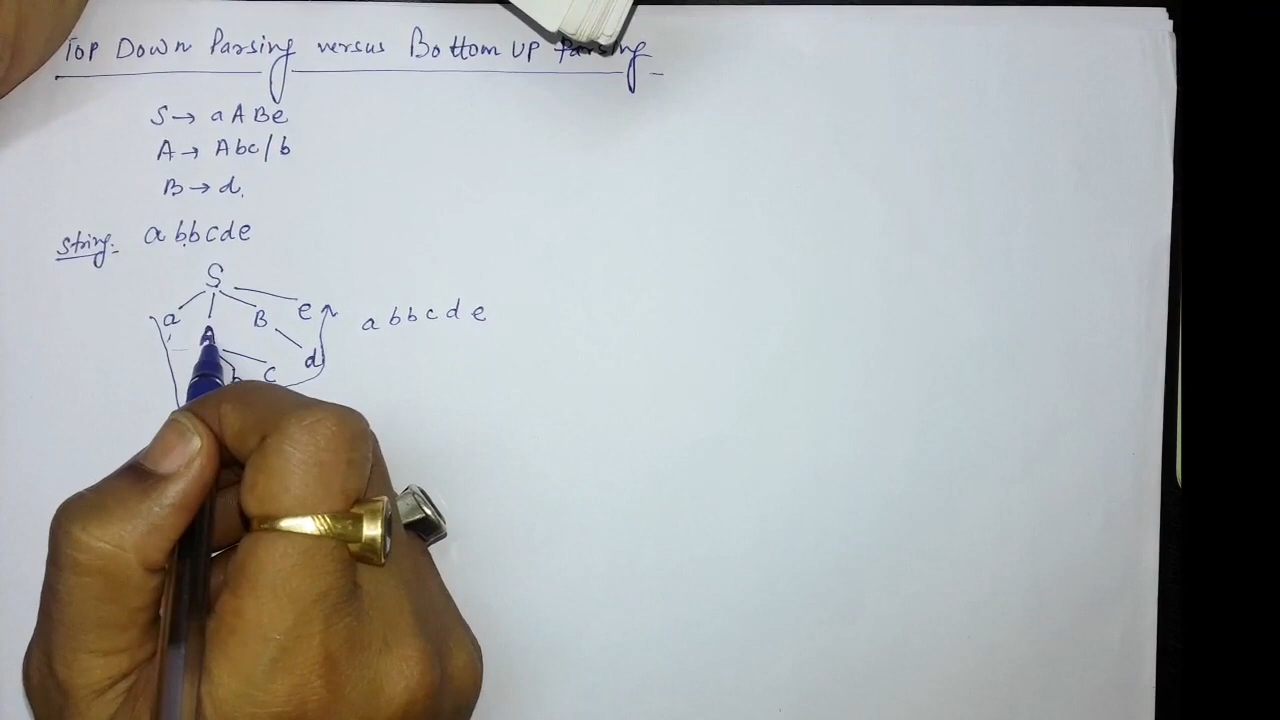 Top Down Parsing versus Bottom UP Parsing
S → aABe
A → Abc/b
B → d.
String:- abbcde
S
a B e abbcde
A
d
b c